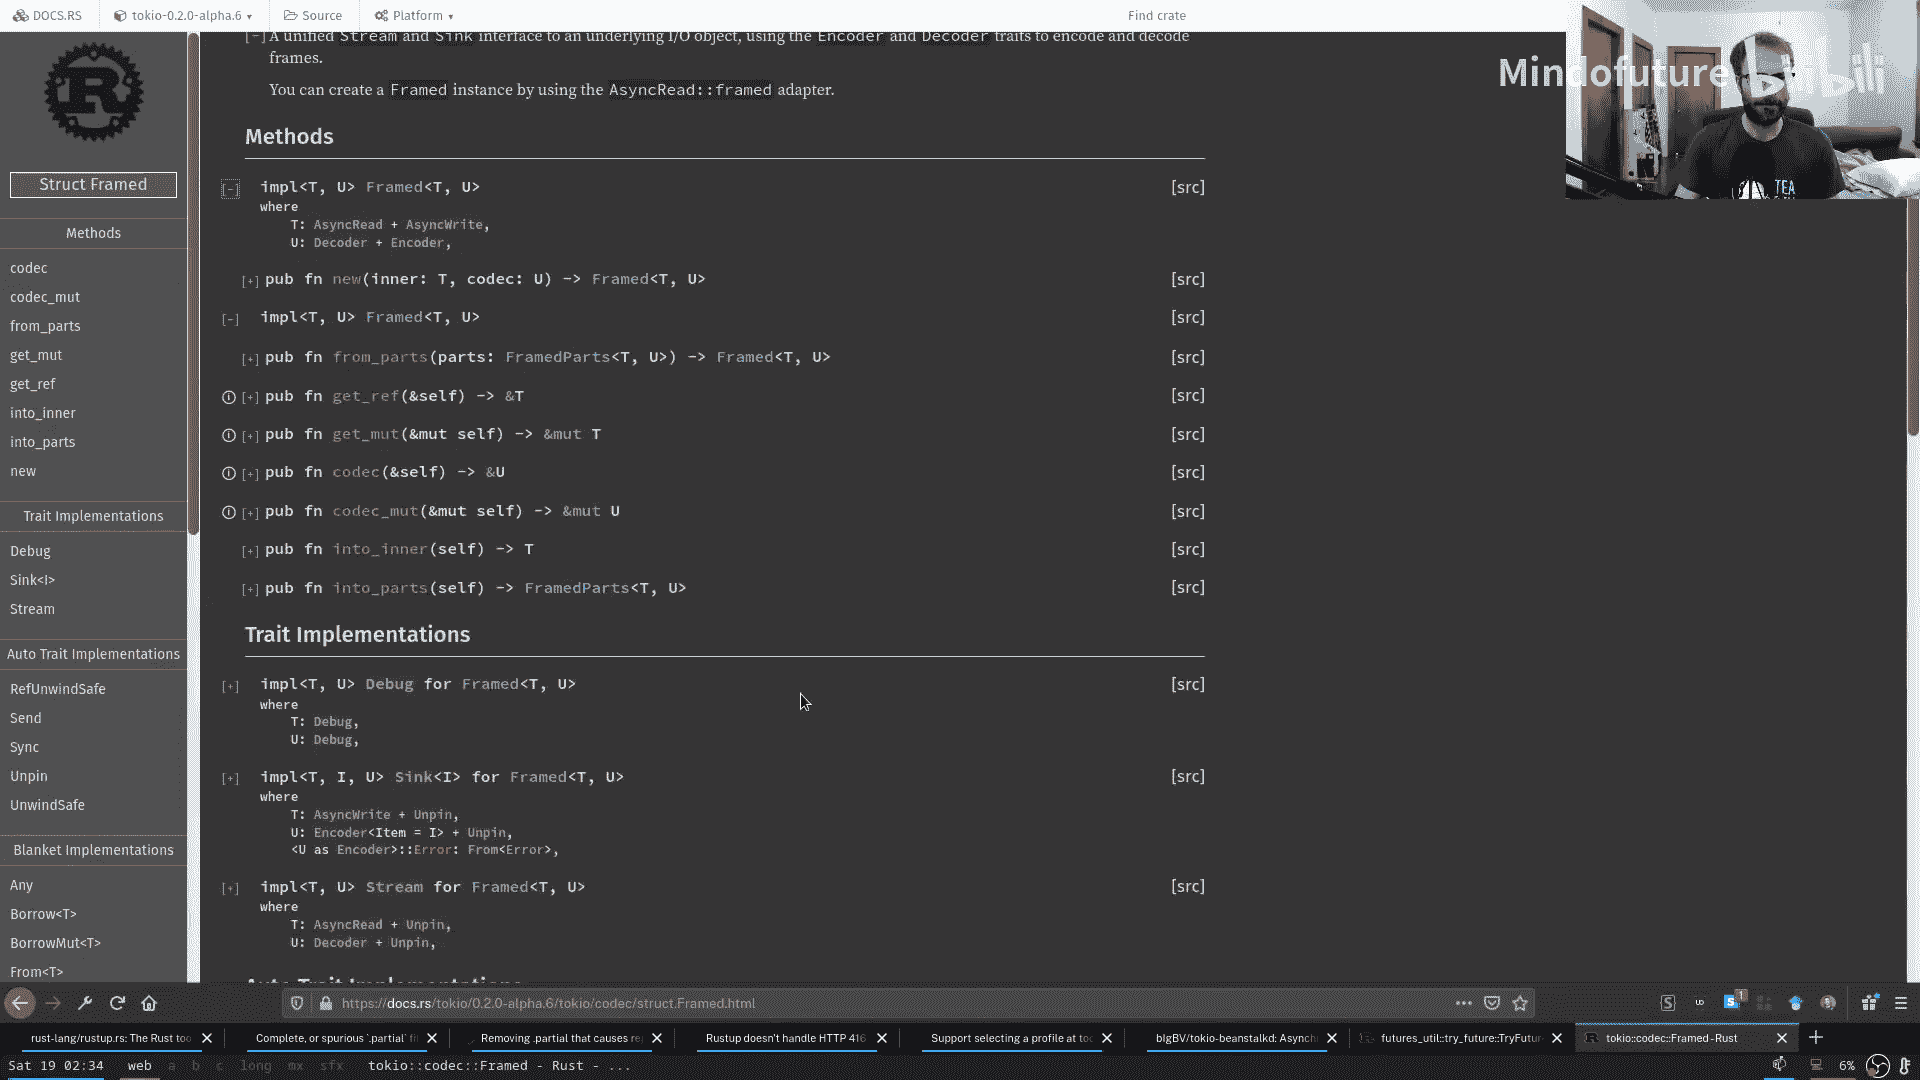 DOCS.RS
tokio-0.2.0-alpha.6
Source
Platform
Find crate
Mindofuture bilibili
TEA
Struct Framed
Methods
codec
codec_mut
from_parts
get_mut
get_ref
into_inner
into_parts
new
Trait Implementations
Debug
Sink<I>
Stream
Auto Trait Implementations
RefUnwindSafe
Send
Sync
Unpin
UnwindSafe
Blanket Implementations
Any
Borrow<T>
BorrowMut<T>
From<T>
[-] A unified Stream and Sink interface to an underlying I/O object, using the Encoder and Decoder traits to encode and decode
frames.
You can create a Framed instance by using the AsyncRead::framed adapter.
Methods
[-] impl<T, U> Framed<T, U> [src]
where
T: AsyncRead + AsyncWrite,
U: Decoder + Encoder,
[+] pub fn new(inner: T, codec: U) -> Framed<T, U> [src]
[-] impl<T, U> Framed<T, U> [src]
[+] pub fn from_parts(parts: FramedParts<T, U>) -> Framed<T, U> [src]
[+] pub fn get_ref(&self) -> &T [src]
[+] pub fn get_mut(&mut self) -> &mut T [src]
[+] pub fn codec(&self) -> &U [src]
[+] pub fn codec_mut(&mut self) -> &mut U [src]
[+] pub fn into_inner(self) -> T [src]
[+] pub fn into_parts(self) -> FramedParts<T, U> [src]
Trait Implementations
[+] impl<T, U> Debug for Framed<T, U> [src]
where
T: Debug,
U: Debug,
[+] impl<T, I, U> Sink<I> for Framed<T, U> [src]
where
T: AsyncWrite + Unpin,
U: Encoder<Item = I> + Unpin,
<U as Encoder>::Error: From<Error>,
[+] impl<T, U> Stream for Framed<T, U> [src]
where
T: AsyncRead + Unpin,
U: Decoder + Unpin,
Auto Trait Implementations
https://docs.rs/tokio/0.2.0-alpha.6/tokio/codec/struct.Framed.html
1
rust-lang/rustup.rs: The Rust too
Complete, or spurious `.partial` fi
Removing .partial that causes re
Rustup doesn't handle HTTP 416
Support selecting a profile at to
bIgBV/tokio-beanstalkd: Asynch
futures_util::try_future::TryFutur
tokio::codec::Framed - Rust
Sat 19 02:34 web a b c long mx sfx tokio::codec::Framed - Rust - ... 6%